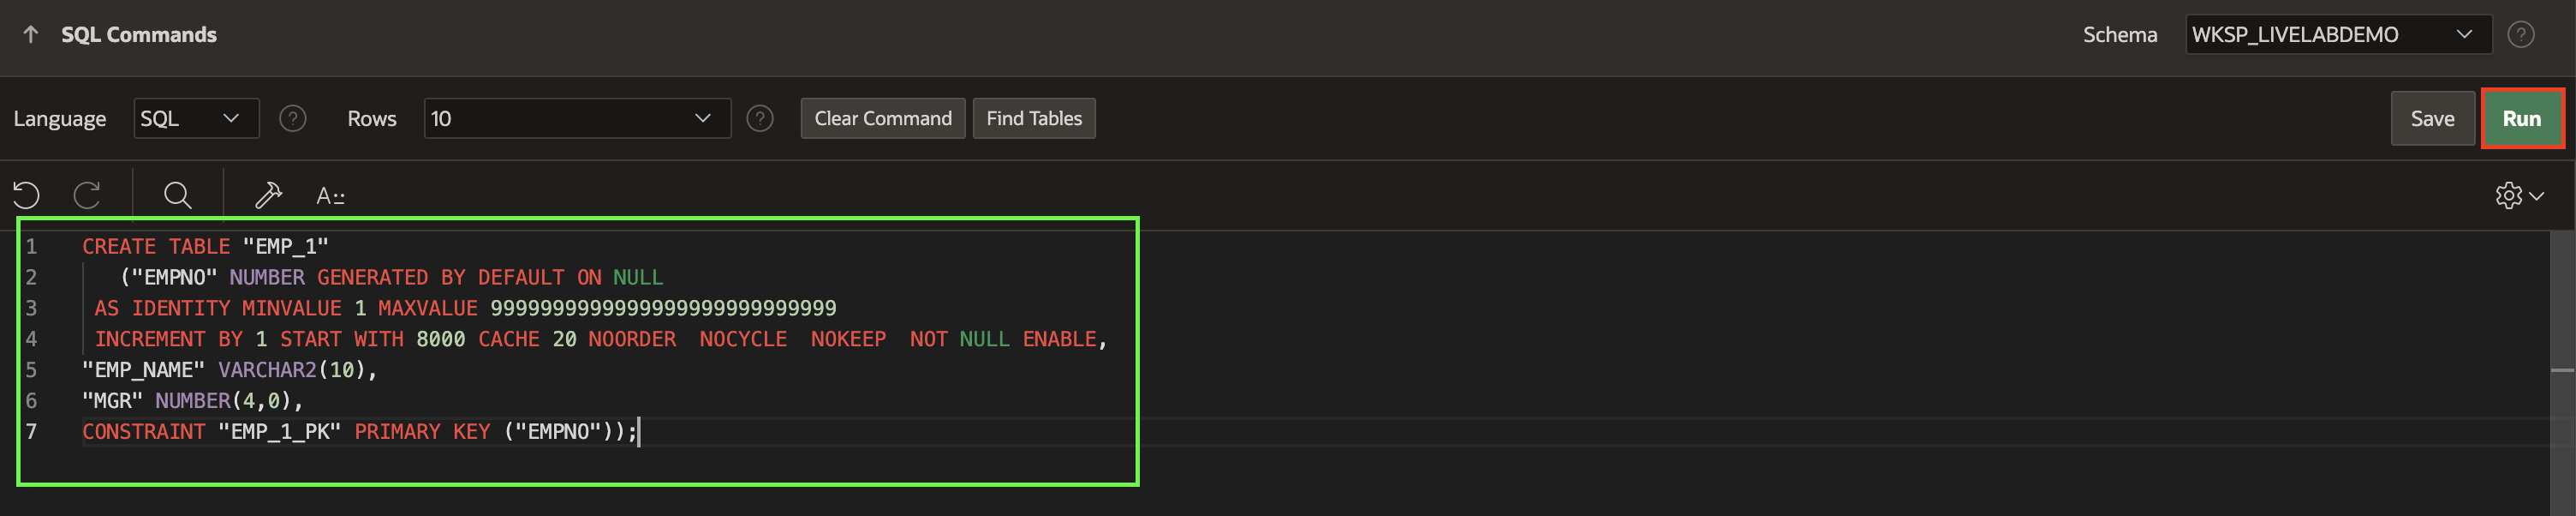 SQL Commands
Schema
WKSP_LIVELABDEMO
?
Language
SQL
?
Rows
10
?
Clear Command
Find Tables
Save
Run
A::
1 CREATE TABLE "EMP_1"
2 ("EMPNO" NUMBER GENERATED BY DEFAULT ON NULL
3 AS IDENTITY MINVALUE 1 MAXVALUE 9999999999999999999999999999
4 INCREMENT BY 1 START WITH 8000 CACHE 20 NOORDER  NOCYCLE  NOKEEP  NOT NULL ENABLE,
5 "EMP_NAME" VARCHAR2(10),
6 "MGR" NUMBER(4,0),
7 CONSTRAINT "EMP_1_PK" PRIMARY KEY ("EMPNO"));